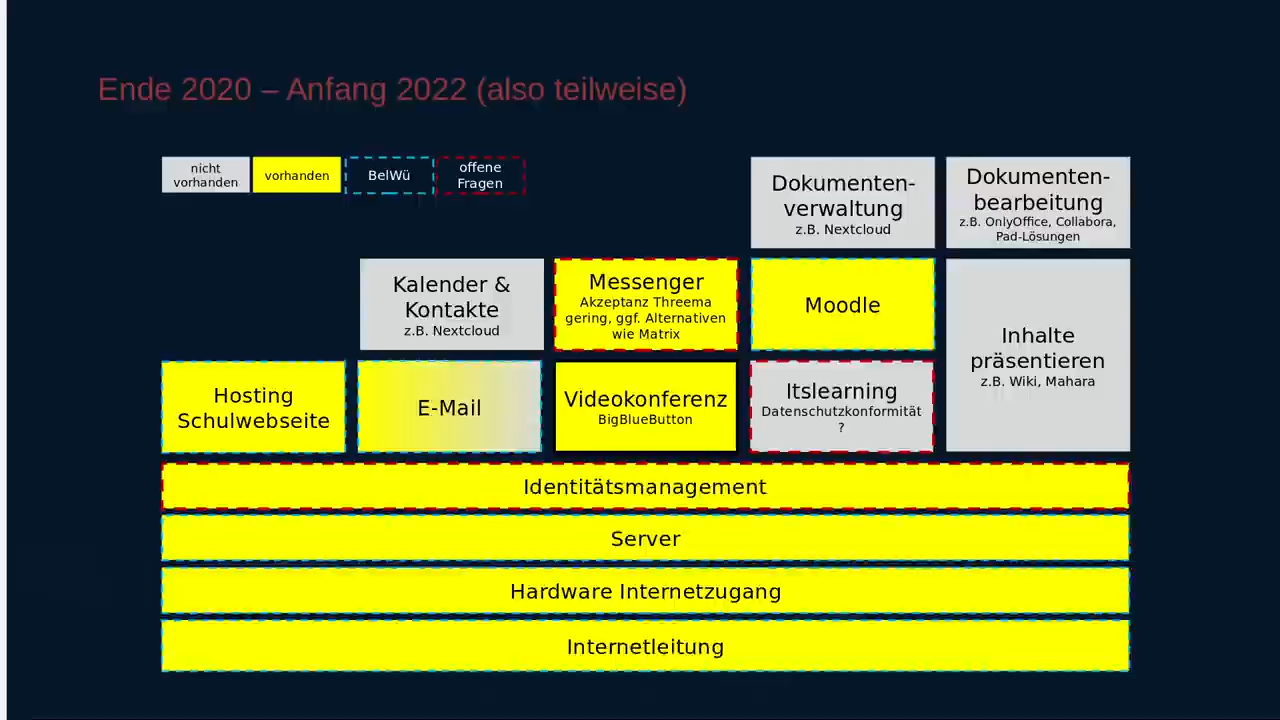 Ende 2020 – Anfang 2022 (also teilweise)
nicht
vorhanden
vorhanden
BelWü
offene
Fragen
Dokumenten-
verwaltung
z.B. Nextcloud
Dokumenten-
bearbeitung
z.B. OnlyOffice, Collabora,
Pad-Lösungen
Kalender &
Kontakte
z.B. Nextcloud
Messenger
Akzeptanz Threema
gering, ggf. Alternativen
wie Matrix
Moodle
Inhalte
präsentieren
z.B. Wiki, Mahara
Hosting
Schulwebseite
E-Mail
Videokonferenz
BigBlueButton
Itslearning
Datenschutzkonformität
?
Identitätsmanagement
Server
Hardware Internetzugang
Internetleitung